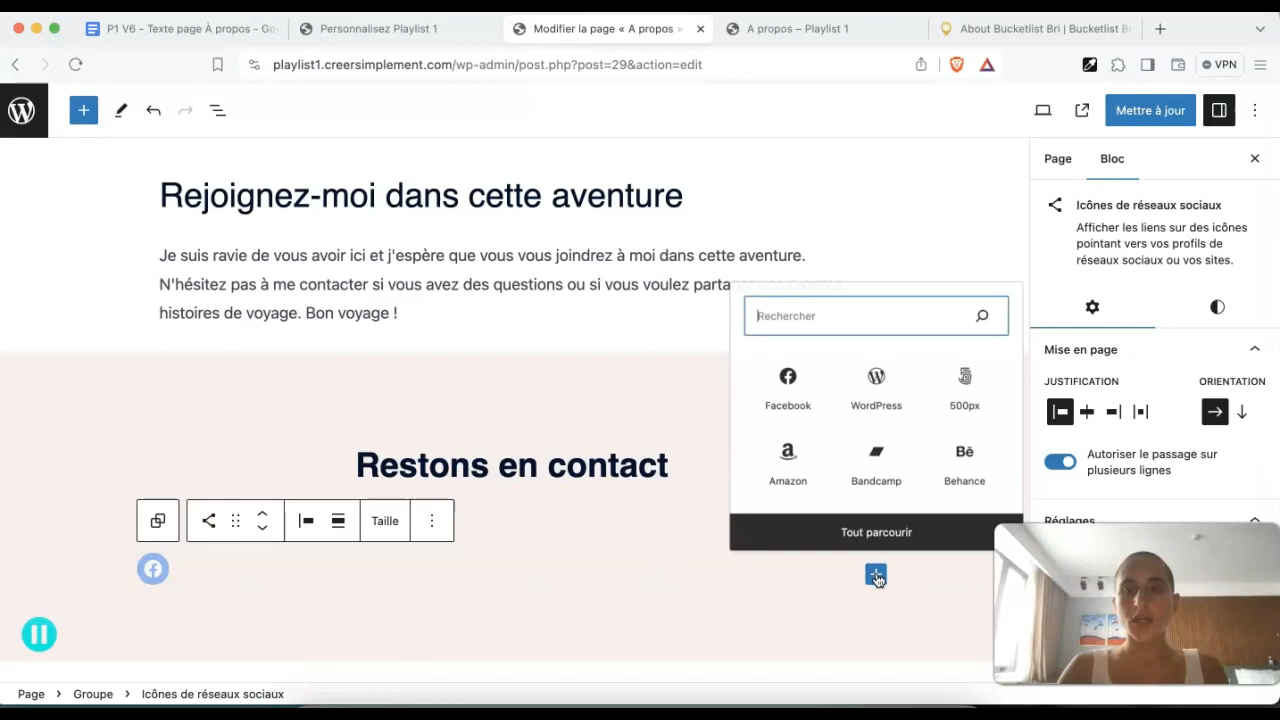 P1 V6 - Texte page À propos - Go
Personnalisez Playlist 1
Modifier la page « A propos »
A propos – Playlist 1
About Bucketlist Bri | Bucketlist Br
playlist1.creersimplement.com/wp-admin/post.php?post=29&action=edit
VPN
Mettre à jour
Page
Bloc
Rejoignez-moi dans cette aventure
Je suis ravie de vous avoir ici et j'espère que vous vous joindrez à moi dans cette aventure.
N'hésitez pas à me contacter si vous avez des questions ou si vous voulez partager
histoires de voyage. Bon voyage !
Icônes de réseaux sociaux
Afficher les liens sur des icônes
pointant vers vos profils de
réseaux sociaux ou vos sites.
Rechercher
Facebook
WordPress
500px
Amazon
Bandcamp
Behance
Tout parcourir
Mise en page
JUSTIFICATION
ORIENTATION
Autoriser le passage sur
plusieurs lignes
Réglages
Restons en contact
Taille
Page
Groupe
Icônes de réseaux sociaux